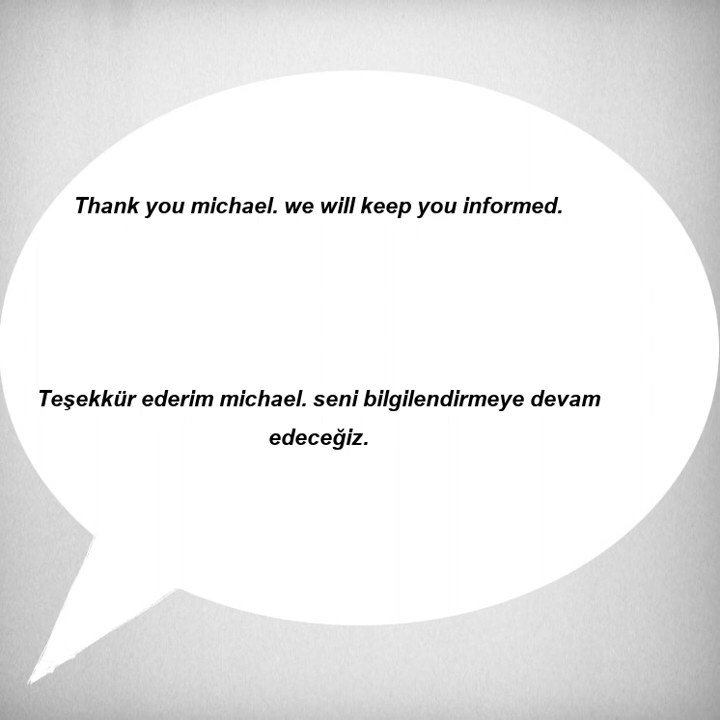 Thank you michael. we will keep you informed.
Teşekkür ederim michael. seni bilgilendirmeye devam
edeceğiz.